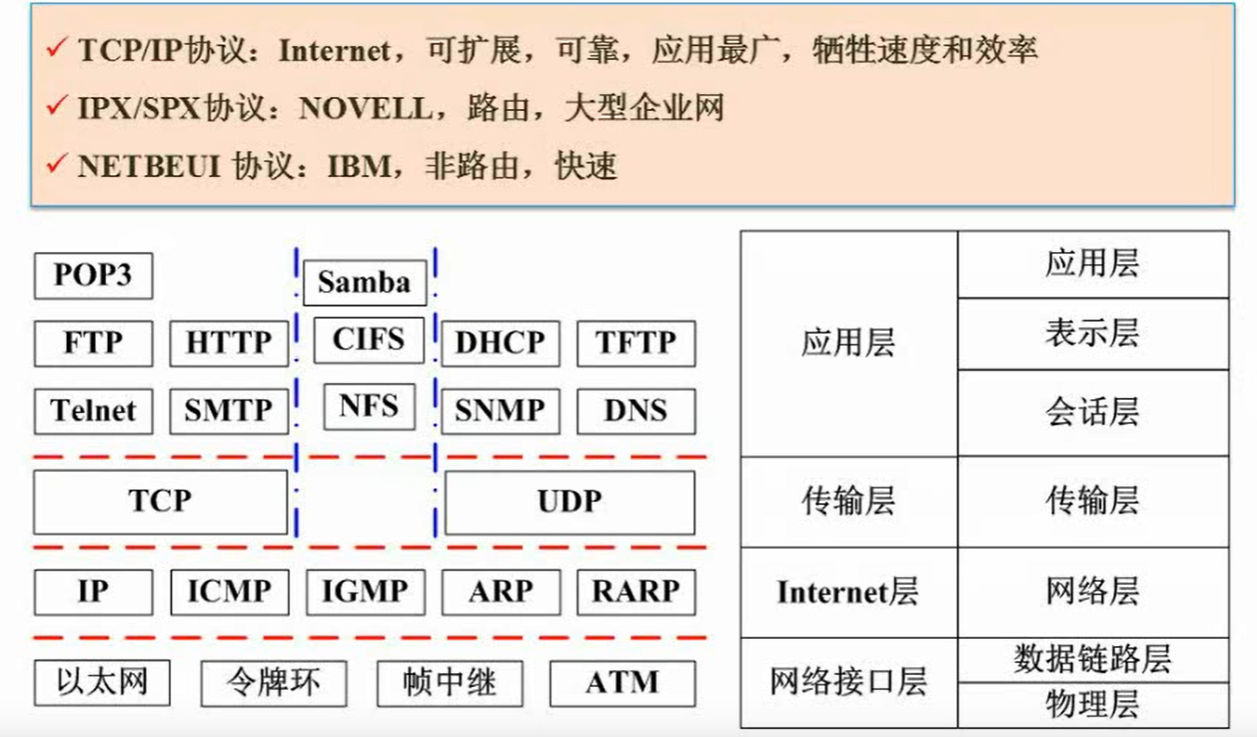 ✓ TCP/IP协议：Internet，可扩展，可靠，应用最广，牺牲速度和效率
✓ IPX/SPX协议：NOVELL，路由，大型企业网
✓ NETBEUI 协议：IBM，非路由，快速
POP3
Samba
FTP
HTTP
CIFS
DHCP
TFTP
Telnet
SMTP
NFS
SNMP
DNS
TCP
UDP
IP
ICMP
IGMP
ARP
RARP
以太网
令牌环
帧中继
ATM
应用层
应用层
表示层
会话层
传输层
传输层
Internet层
网络层
网络接口层
数据链路层
物理层